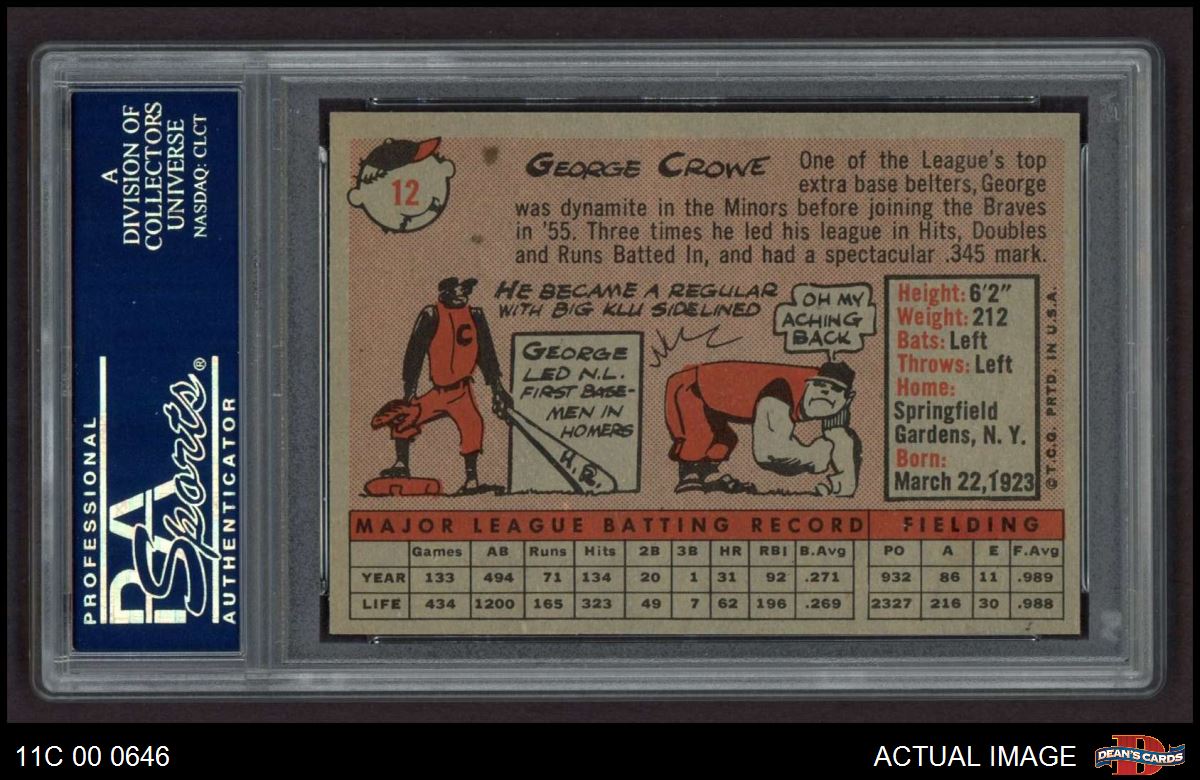 A
DIVISION OF
COLLECTORS
UNIVERSE
NASDAQ: CLCT
PROFESSIONAL
PSA
Sports®
AUTHENTICATOR
12
GEORGE CROWE
One of the League's top
extra base belters, George
was dynamite in the Minors before joining the Braves
in '55. Three times he led his league in Hits, Doubles
and Runs Batted In, and had a spectacular .345 mark.
HE BECAME A REGULAR
WITH BIG KLU SIDELINED
C
GEORGE
LED N.L.
FIRST BASE-
MEN IN
HOMERS
H.R.
OH MY
ACHING
BACK
Height: 6'2"
Weight: 212
Bats: Left
Throws: Left
Home:
Springfield
Gardens, N. Y.
Born:
March 22, 1923
© T.C.G. PRTD. IN U.S.A.
MAJOR LEAGUE BATTING RECORD FIELDING
Games AB Runs Hits 2B 3B HR RBI B.Avg PO A E F.Avg
YEAR 133 494 71 134 20 1 31 92 .271 932 86 11 .989
LIFE 434 1200 165 323 49 7 62 196 .269 2327 216 30 .988
11C 00 0646
ACTUAL IMAGE
D
DEAN'S CARDS